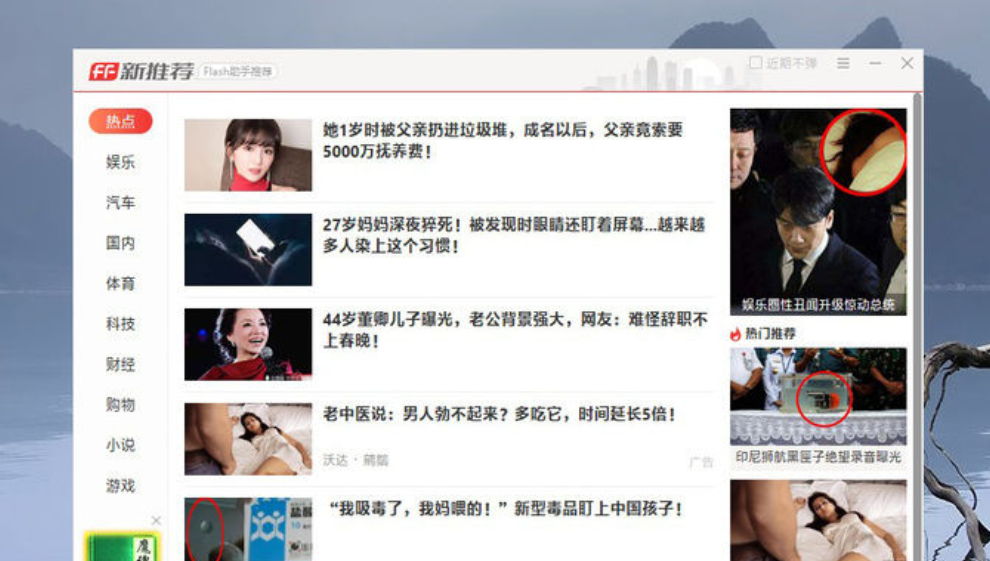 FF新推荐
Flash助手推荐
近期不弹
热点
娱乐
汽车
国内
体育
科技
财经
购物
小说
游戏
她1岁时被父亲扔进垃圾堆，成名以后，父亲竟索要
5000万抚养费！
27岁妈妈深夜猝死！被发现时眼睛还盯着屏幕...越来越
多人染上这个习惯！
44岁董卿儿子曝光，老公背景强大，网友：难怪辞职不
上春晚！
老中医说：男人勃不起来？多吃它，时间延长5倍！
沃达 ·
广告
“我吸毒了，我妈喂的！”新型毒品盯上中国孩子！
娱乐圈性丑闻升级惊动总统
热门推荐
印尼狮航黑匣子绝望录音曝光